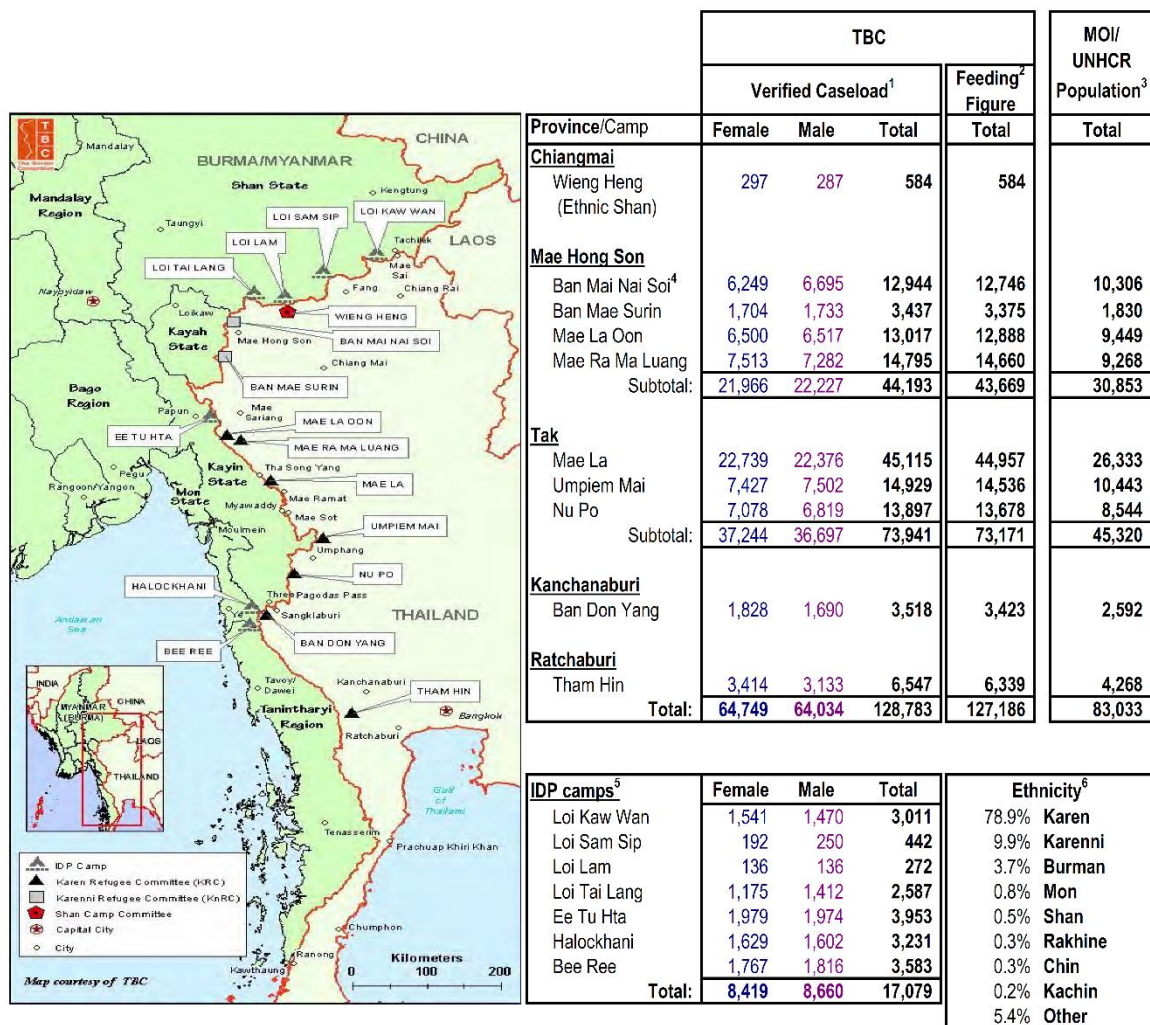 TBC
The Border
Consortium
CHINA
Mandalay
BURMA/MYANMAR
Shan State
Mandalay
Region
Kengtung
LOI SAM SIP
LOI KAW WAN
Taungyi
LOI LAM
LAOS
Tachilek
LOI TAI LANG
Mae
Sai
Fang
Chiang Rai
Naypyidaw
Loikaw
WIENG HENG
Kayah
State
Mae Hong Son
BAN MAI NAI SOI
Chiang Mai
Bago
Region
BAN MAE SURIN
Papun
Mae
Sariang
MAE LA OON
EE TU HTA
MAE RA MA LUANG
Kayin
State
Tha Song Yang
Pegu
MAE LA
Rangoon/Yangon
Mon
State
Mae Ramat
Myawaddy
Mae Sot
Moulmein
UMPIEM MAI
Umphang
NU PO
HALOCKHANI
Three Pagodas Pass
Ye
Sangklaburi
THAILAND
Andaman
Sea
BEE REE
BAN DON YANG
Tavoy/
Dawei
Kanchanaburi
THAM HIN
Tanintharyi
Region
Bangkok
Ratchaburi
INDIA
MYANMAR
(BURMA)
CHINA
LAOS
THAILAND
Gulf
of
Thailand
Tenasserim
Prachuap Khiri Khan
IDP Camp
Karen Refugee Committee (KRC)
Karenni Refugee Committee (KnRC)
Shan Camp Committee
Capital City
City
Chumphon
Ranong
Kawthaung
Kilometers
0 100 200
Map courtesy of TBC
TBC MOI/ UNHCR Population3
Verified Caseload1 Feeding2 Figure
Province/Camp Female Male Total Total Total
Chiangmai
Wieng Heng 297 287 584 584
(Ethnic Shan)
Mae Hong Son
Ban Mai Nai Soi4 6,249 6,695 12,944 12,746 10,306
Ban Mae Surin 1,704 1,733 3,437 3,375 1,830
Mae La Oon 6,500 6,517 13,017 12,888 9,449
Mae Ra Ma Luang 7,513 7,282 14,795 14,660 9,268
Subtotal: 21,966 22,227 44,193 43,669 30,853
Tak
Mae La 22,739 22,376 45,115 44,957 26,333
Umpiem Mai 7,427 7,502 14,929 14,536 10,443
Nu Po 7,078 6,819 13,897 13,678 8,544
Subtotal: 37,244 36,697 73,941 73,171 45,320
Kanchanaburi
Ban Don Yang 1,828 1,690 3,518 3,423 2,592
Ratchaburi
Tham Hin 3,414 3,133 6,547 6,339 4,268
Total: 64,749 64,034 128,783 127,186 83,033
IDP camps5 Female Male Total
Loi Kaw Wan 1,541 1,470 3,011
Loi Sam Sip 192 250 442
Loi Lam 136 136 272
Loi Tai Lang 1,175 1,412 2,587
Ee Tu Hta 1,979 1,974 3,953
Halockhani 1,629 1,602 3,231
Bee Ree 1,767 1,816 3,583
Total: 8,419 8,660 17,079
Ethnicity6
78.9% Karen
9.9% Karenni
3.7% Burman
0.8% Mon
0.5% Shan
0.3% Rakhine
0.3% Chin
0.2% Kachin
5.4% Other